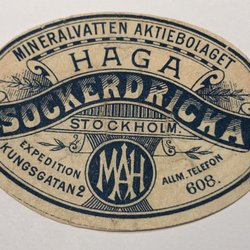 MINERALVATTEN AKTIEBOLAGET
HAGA
SOCKERDRICKA
STOCKHOLM
EXPEDITION
KUNGSGATAN 2
MAH
ALLM. TELEFON
608.